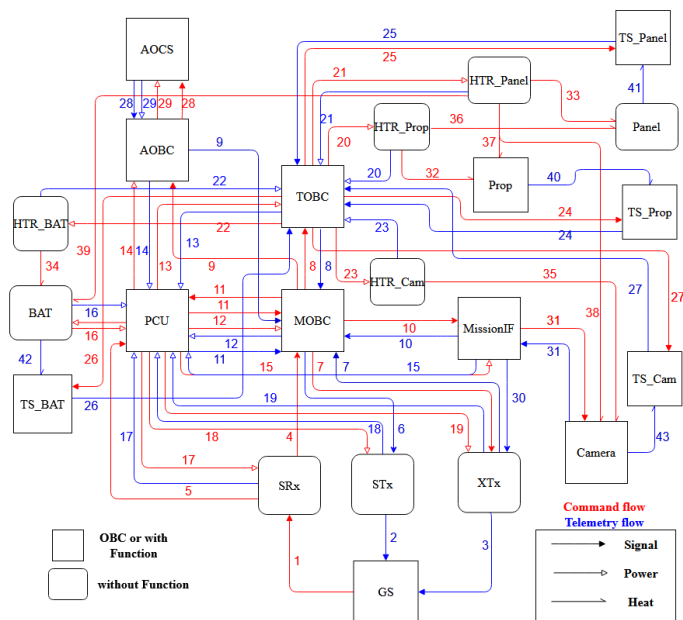 25
TS_Panel
AOCS
25
21
HTR_Panel
33
41
28
29
29
28
9
21
HTR_Prop
36
Panel
20
AOBC
37
20
32
40
22
TOBC
Prop
TS_Prop
HTR_BAT
24
22
23
24
39
14
14
13
13
9
8
8
34
23
HTR_Cam
35
27
27
11
BAT
16
PCU
11
MOBC
MissionIF
31
38
10
16
12
10
12
31
42
26
11
15
7
7
15
TS_Cam
TS_BAT
26
19
30
17
18
4
6
18
19
43
Camera
17
SRx
STx
XTx
5
Command flow
Telemetry flow
OBC or with
Function
2
3
Signal
1
Power
without Function
GS
Heat